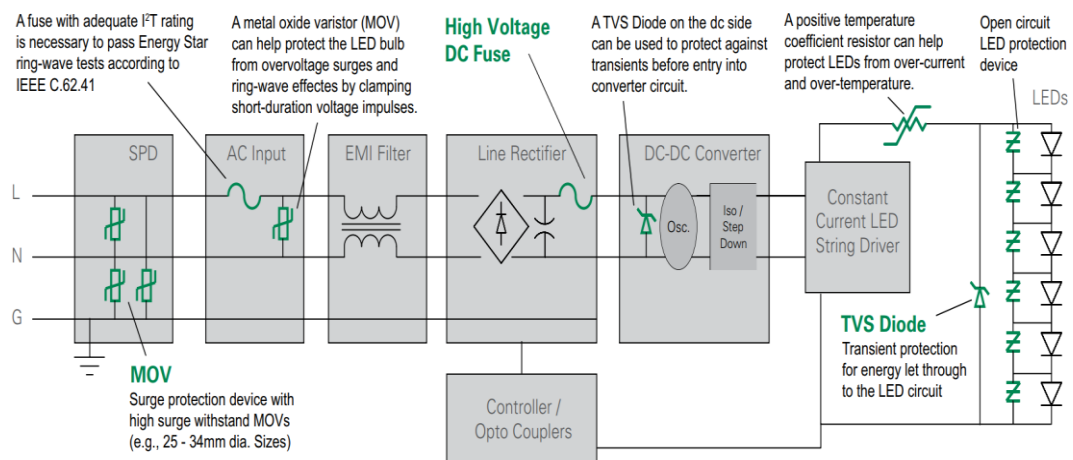 A fuse with adequate I²T rating
is necessary to pass Energy Star
ring-wave tests according to
IEEE C.62.41
A metal oxide varistor (MOV)
can help protect the LED bulb
from overvoltage surges and
ring-wave effectes by clamping
short-duration voltage impulses.
High Voltage
DC Fuse
A TVS Diode on the dc side
can be used to protect against
transients before entry into
converter circuit.
A positive temperature
coefficient resistor can help
protect LEDs from over-current
and over-temperature.
Open circuit
LED protection
device
LEDs
SPD
AC Input
EMI Filter
Line Rectifier
DC-DC Converter
L
N
G
Osc.
Iso /
Step
Down
Constant
Current LED
String Driver
MOV
Surge protection device with
high surge withstand MOVs
(e.g., 25 - 34mm dia. Sizes)
Controller /
Opto Couplers
TVS Diode
Transient protection
for energy let through
to the LED circuit